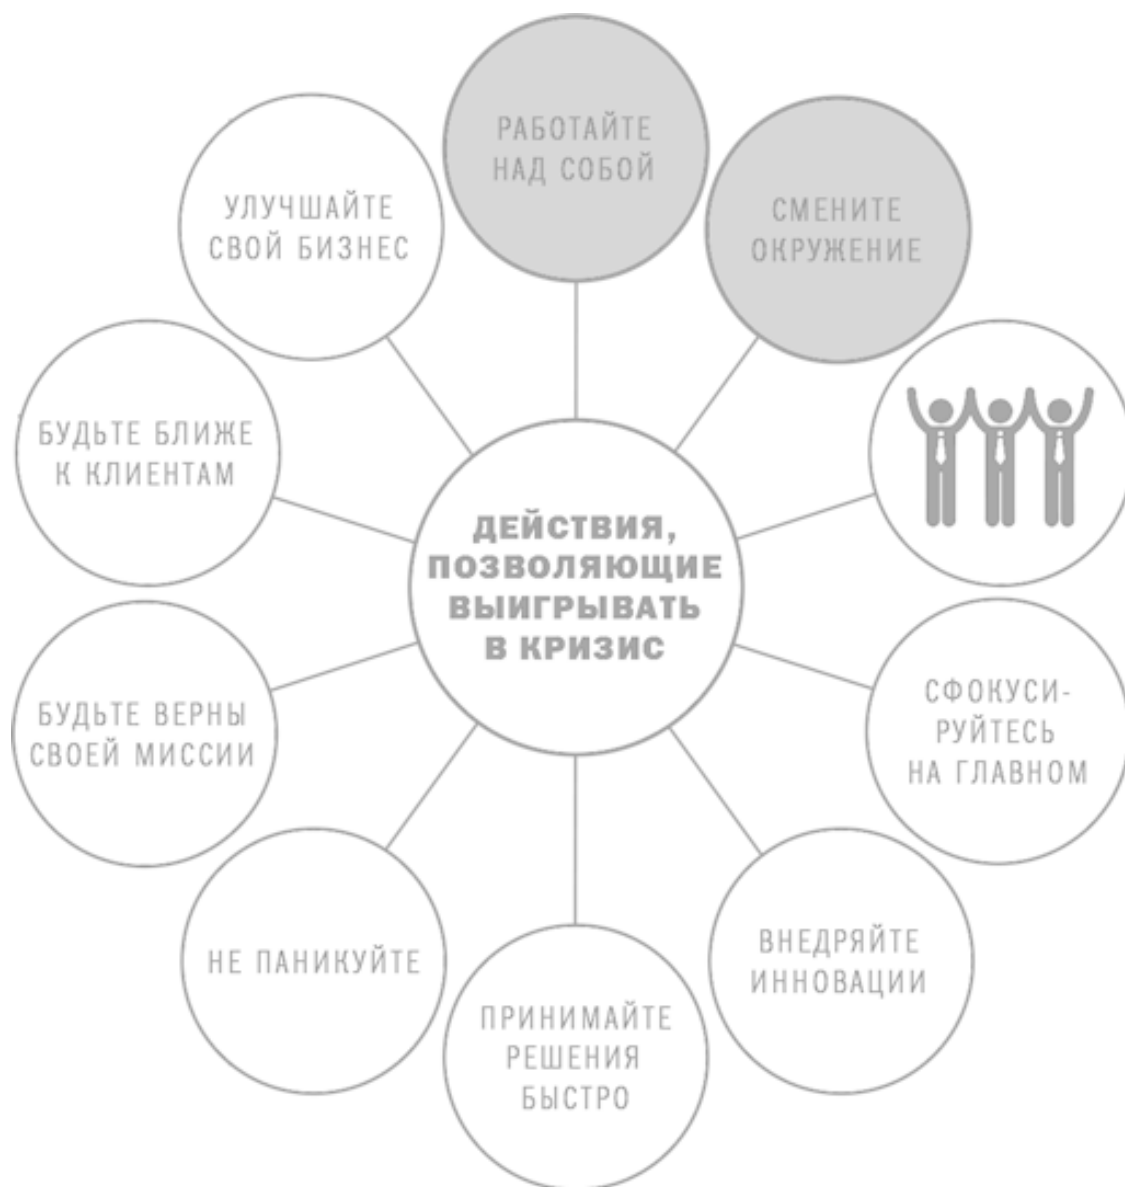 РАБОТАЙТЕ
НАД СОБОЙ
СМЕНИТЕ
ОКРУЖЕНИЕ
СФОКУСИ-
РУЙТЕСЬ
НА ГЛАВНОМ
ВНЕДРЯЙТЕ
ИННОВАЦИИ
ПРИНИМАЙТЕ
РЕШЕНИЯ
БЫСТРО
НЕ ПАНИКУЙТЕ
БУДЬТЕ ВЕРНЫ
СВОЕЙ МИССИИ
БУДЬТЕ БЛИЖЕ
К КЛИЕНТАМ
УЛУЧШАЙТЕ
СВОЙ БИЗНЕС
ДЕЙСТВИЯ,
ПОЗВОЛЯЮЩИЕ
ВЫИГРЫВАТЬ
В КРИЗИС